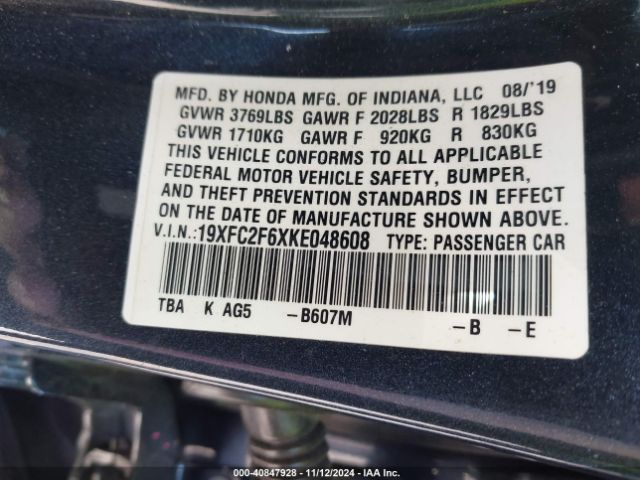 MFD. BY HONDA MFG. OF INDIANA, LLC 08/'19
GVWR 3769LBS GAWR F 2028LBS R 1829LBS
GVWR 1710KG GAWR F 920KG R 830KG
THIS VEHICLE CONFORMS TO ALL APPLICABLE
FEDERAL MOTOR VEHICLE SAFETY, BUMPER,
AND THEFT PREVENTION STANDARDS IN EFFECT
ON THE DATE OF MANUFACTURE SHOWN ABOVE.
V.I.N.:19XFC2F6XKE048608 TYPE: PASSENGER CAR
TBA K AG5 -B607M -B -E
000-40847928 - 11/12/2024 - IAA Inc.